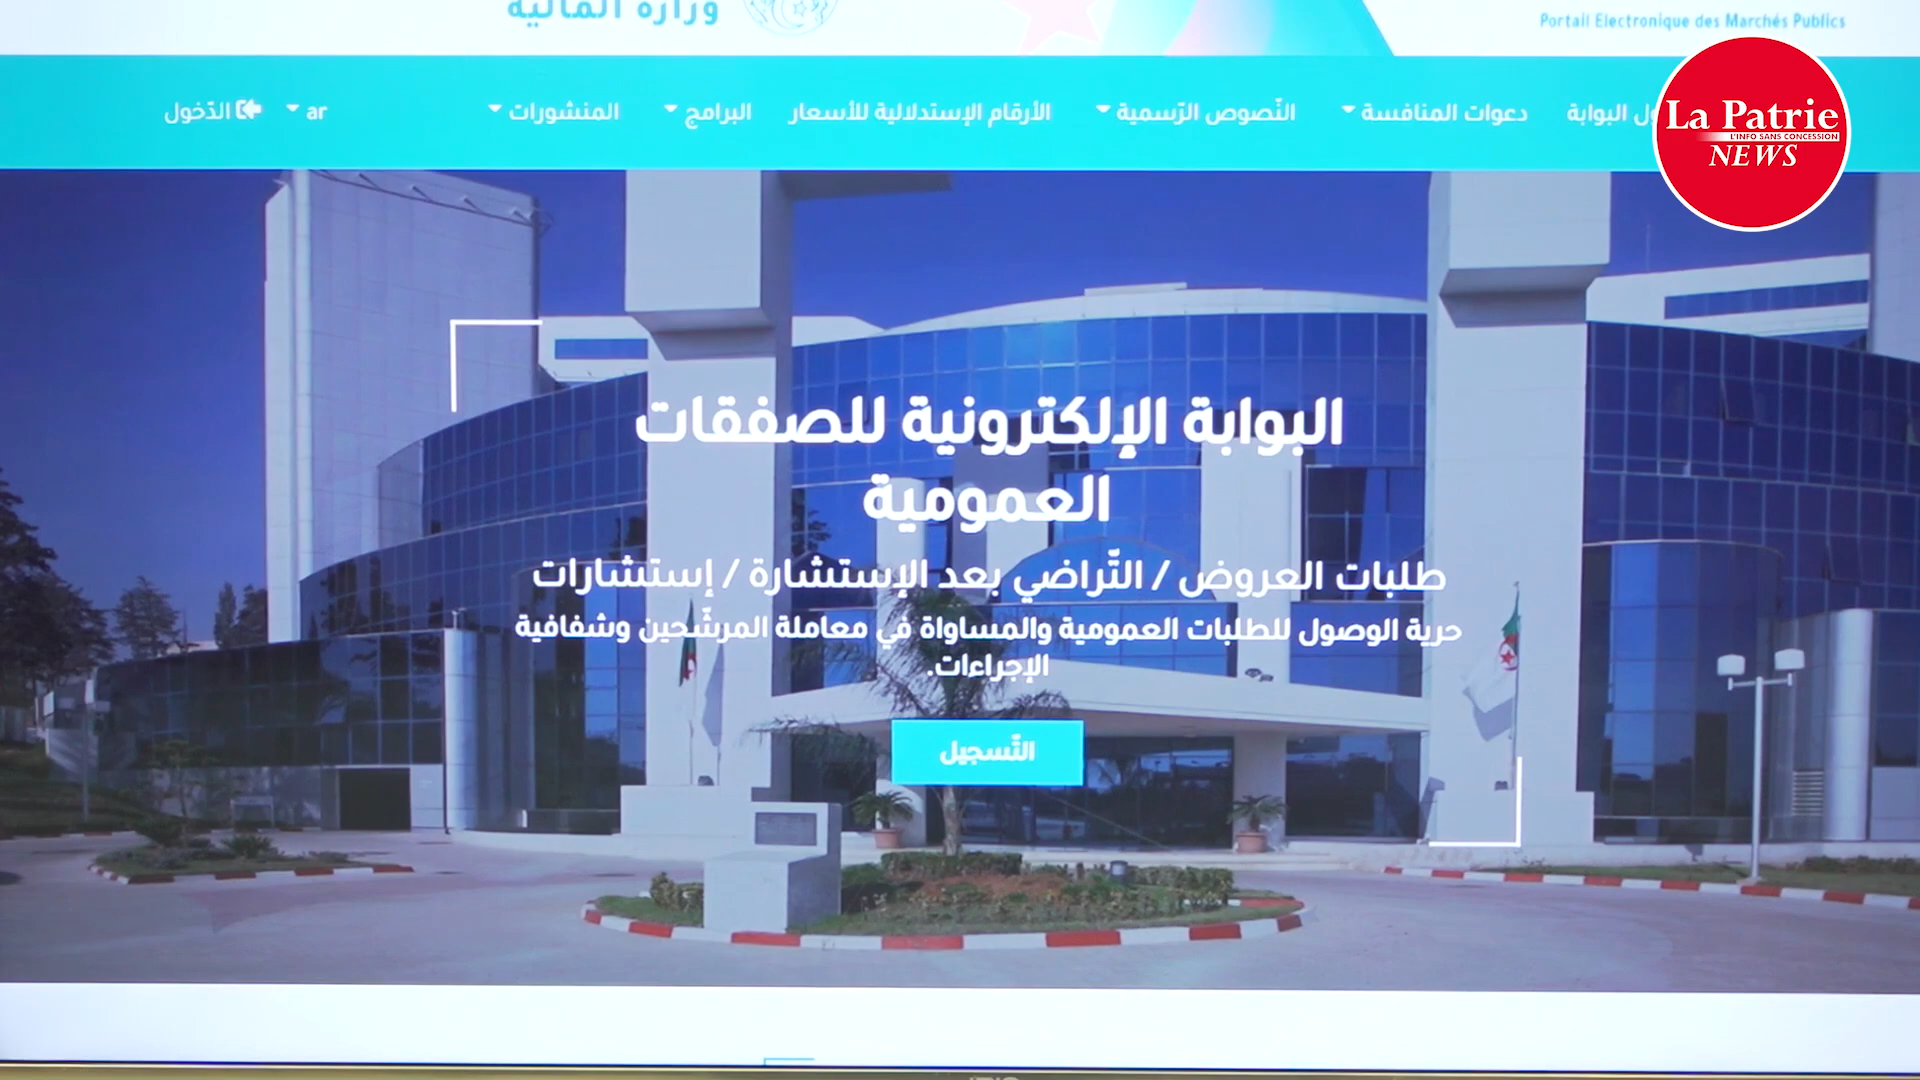 وزارة المالية
Portail Electronique des Marchés Publics
La Patrie
L'INFO SANS CONCESSION
NEWS
البوابة
دعوات المنافسة
النّصوص الرّسمية
الأرقام الإستدلالية للأسعار
البرامج
المنشورات
ar
الدّخول
البوابة الإلكترونية للصفقات
العمومية
طلبات العروض / التّراضي بعد الإستشارة / إستشارات
حرية الوصول للطلبات العمومية والمساواة في معاملة المرشّحين وشفافية
الإجراءات.
التّسجيل